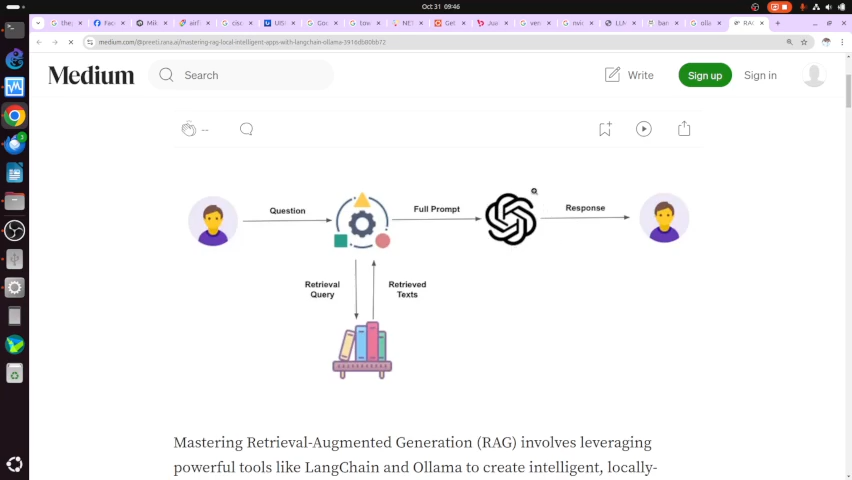 Oct 31 09:46
medium.com/@preeti.rana.ai/mastering-rag-local-intelligent-apps-with-langchain-ollama-3916d5806b72
Medium
Search
Write
Sign up
Sign in
--
Question
Full Prompt
Response
Retrieval
Query
Retrieved
Texts
Mastering Retrieval-Augmented Generation (RAG) involves leveraging
powerful tools like LangChain and Ollama to create intelligent, locally-